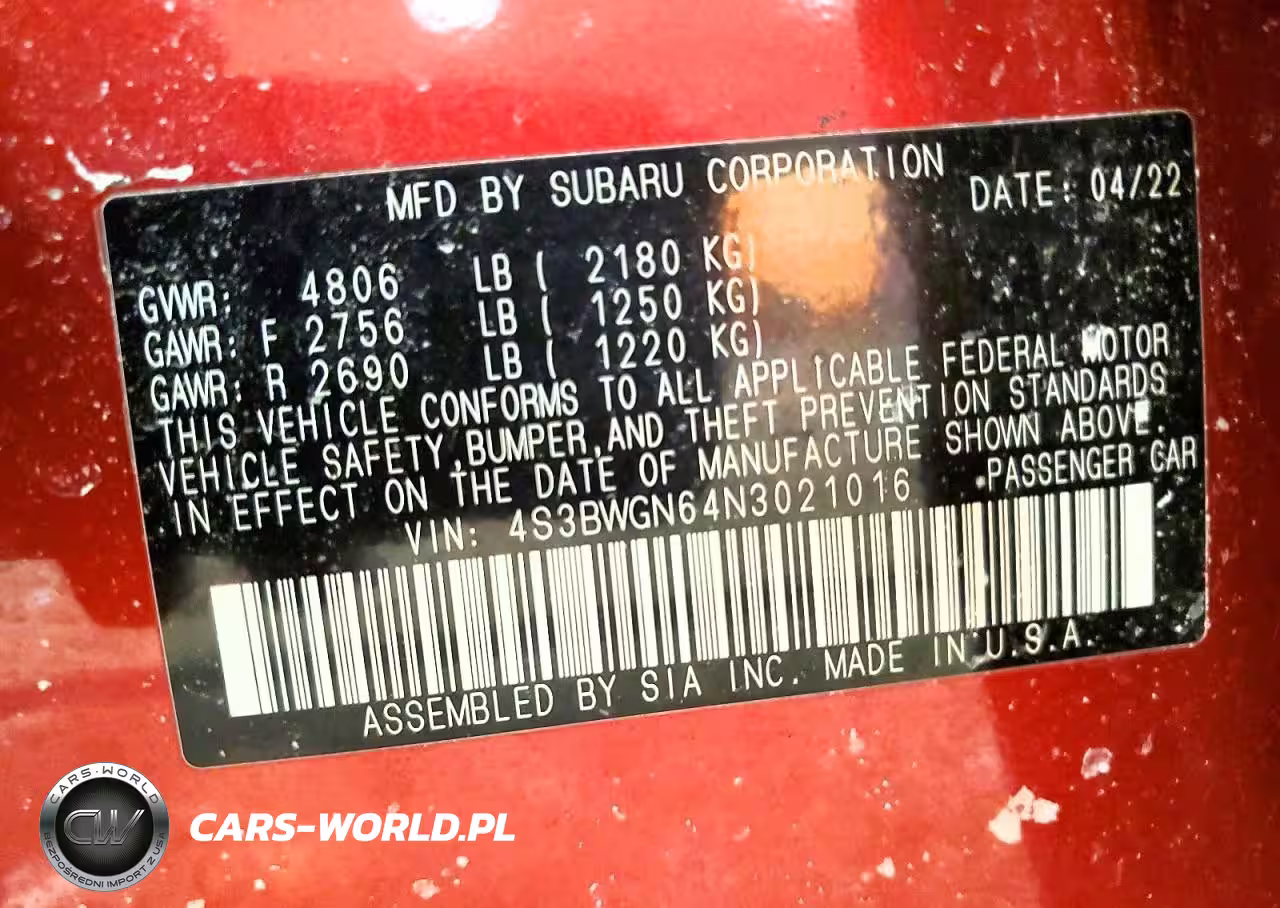 MFD BY SUBARU CORPORATION DATE: 04/22
GVWR: 4806 LB ( 2180 KG)
GAWR: F 2756 LB ( 1250 KG)
GAWR: R 2690 LB ( 1220 KG)
THIS VEHICLE CONFORMS TO ALL APPLICABLE FEDERAL MOTOR
VEHICLE SAFETY,BUMPER,AND THEFT PREVENTION STANDARDS
IN EFFECT ON THE DATE OF MANUFACTURE SHOWN ABOVE.
VIN: 4S3BWGN64N3021016 PASSENGER CAR
ASSEMBLED BY SIA INC. MADE IN U.S.A.
CARS-WORLD
CW
BEZPOŚREDNI IMPORT Z USA
CARS-WORLD.PL